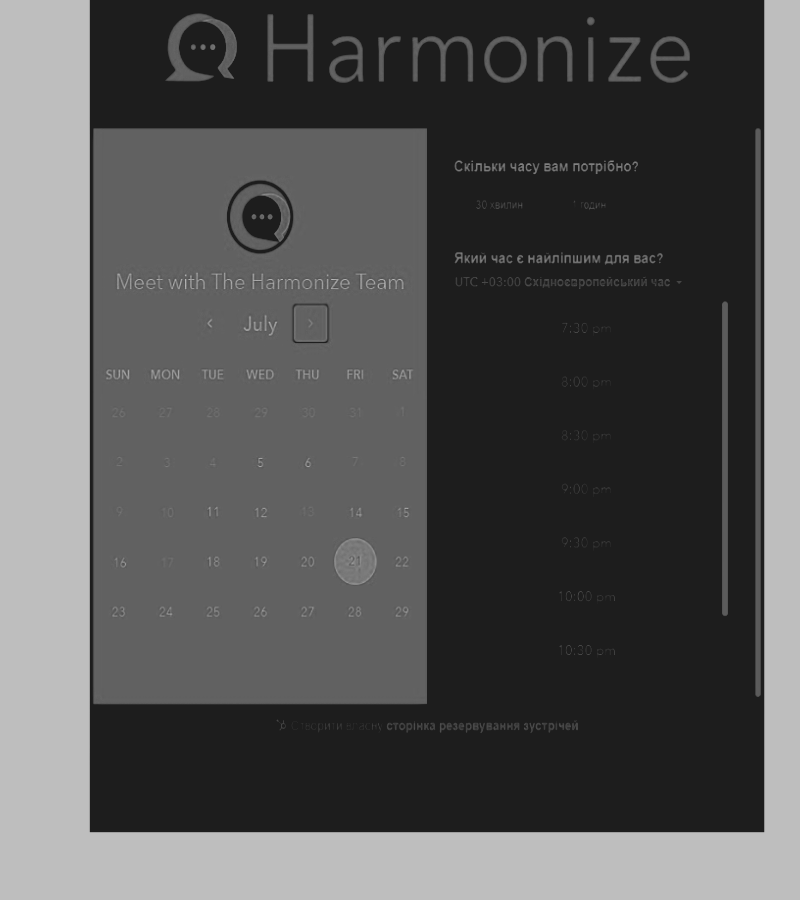 Harmonize
Meet with The Harmonize Team
July
SUN MON TUE WED THU FRI SAT
26 27 28 29 30 31 1
2 3 4 5 6 7 8
9 10 11 12 13 14 15
16 17 18 19 20 21 22
23 24 25 26 27 28 29
Скільки часу вам потрібно?
30 хвилин 1 годин
Який час є найліпшим для вас?
UTC +03:00 Східноєвропейський час
7:30 pm
8:00 pm
8:30 pm
9:00 pm
9:30 pm
10:00 pm
10:30 pm
Створити власну сторінка резервування зустрічей